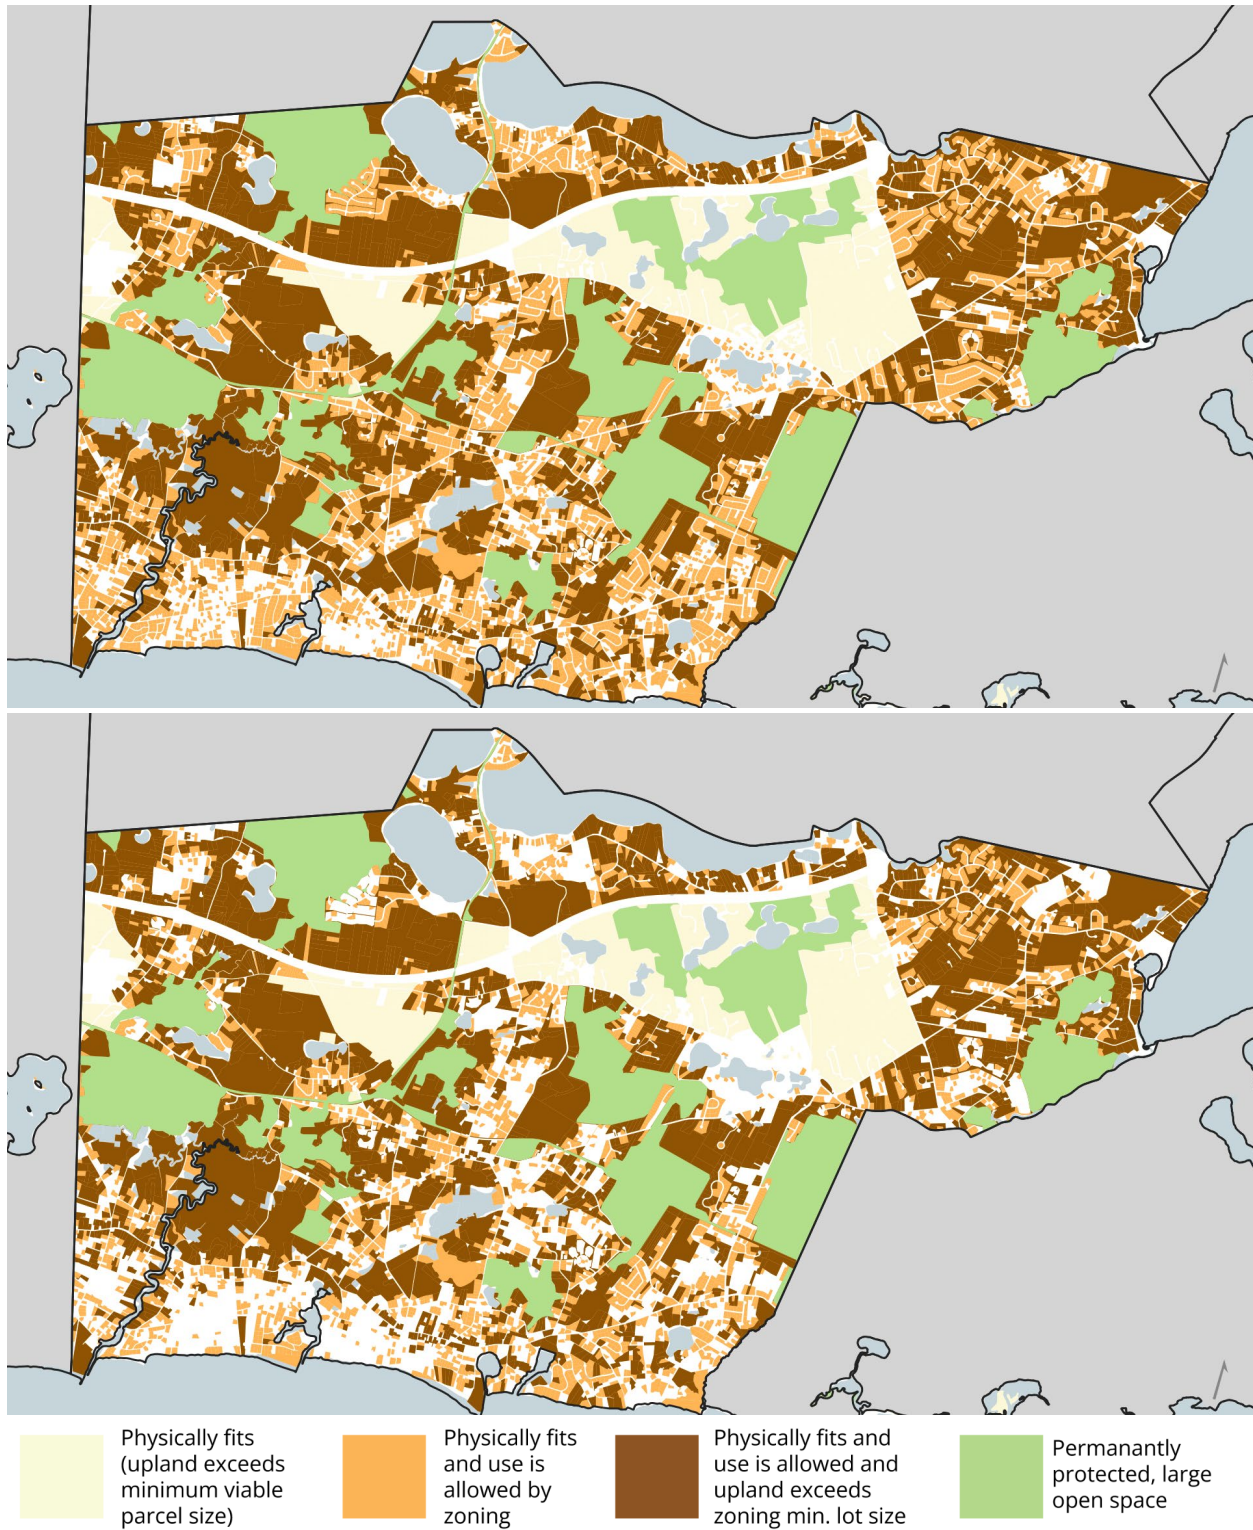 Physically fits
(upland exceeds
minimum viable
parcel size)
Physically fits
and use is
allowed by
zoning
Physically fits and
use is allowed and
upland exceeds
zoning min. lot size
Permanantly
protected, large
open space